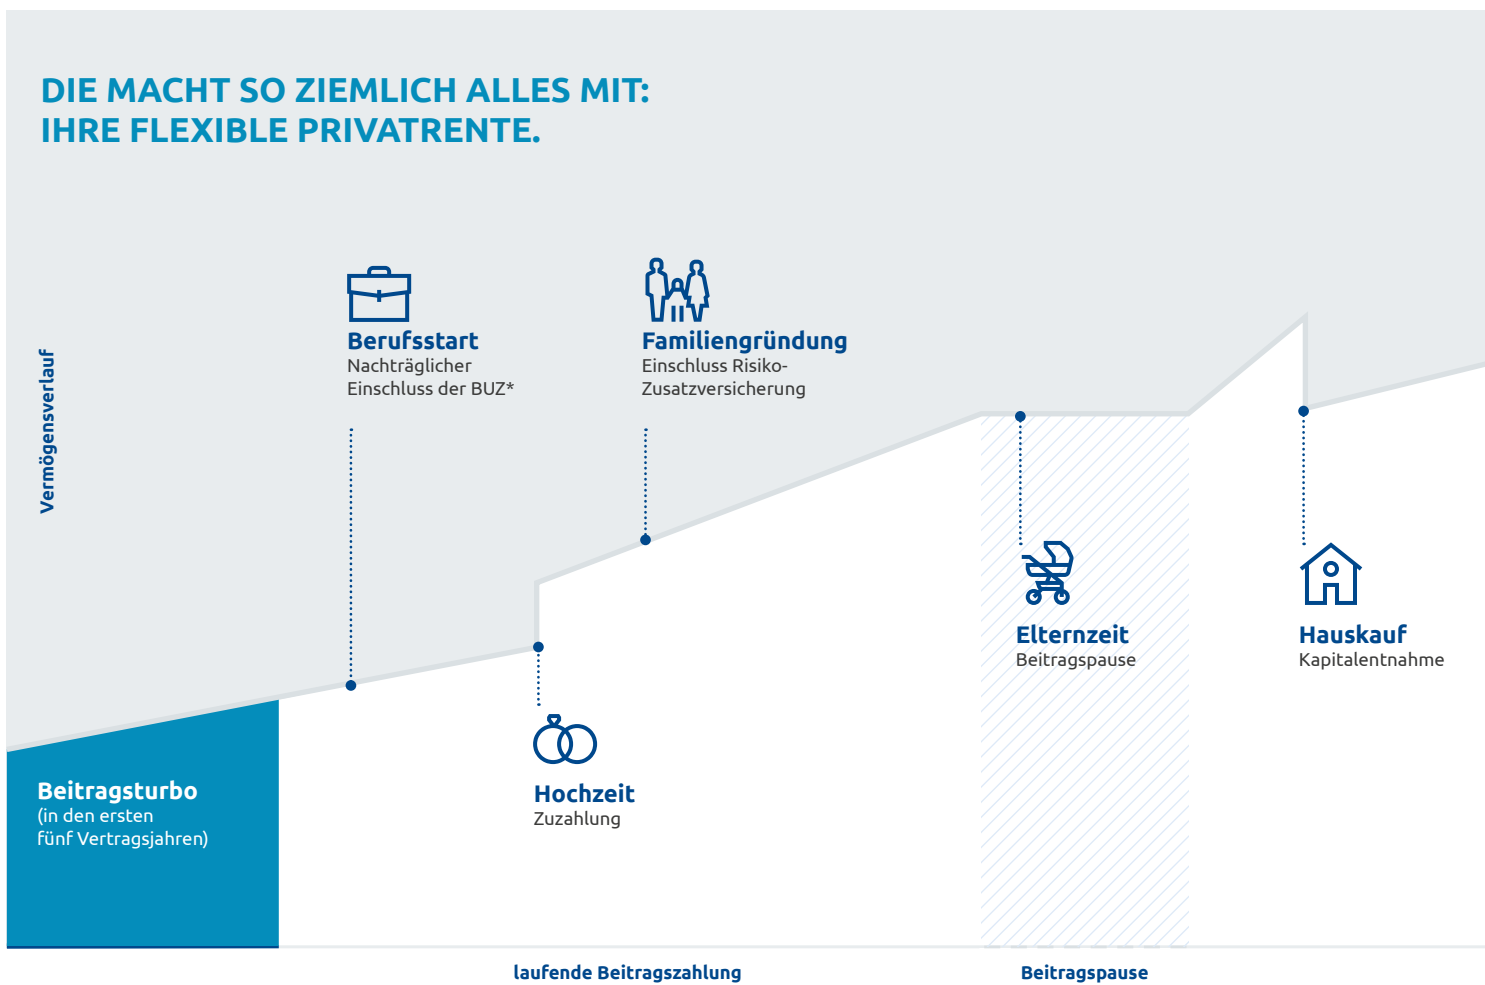 DIE MACHT SO ZIEMLICH ALLES MIT:
IHRE FLEXIBLE PRIVATRENTE.
Vermögensverlauf
Berufsstart
Nachträglicher
Einschluss der BUZ*
Familiengründung
Einschluss Risiko-
Zusatzversicherung
Elternzeit
Beitragspause
Hauskauf
Kapitalentnahme
Beitragsturbo
(in den ersten
fünf Vertragsjahren)
Hochzeit
Zuzahlung
laufende Beitragszahlung
Beitragspause